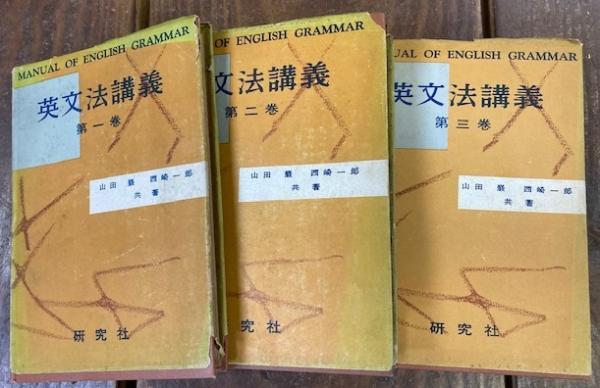 MANUAL OF ENGLISH GRAMMAR
英文法講義
第一巻
山田巌 西崎一郎
共著
研究社
OF ENGLISH GRAMMAR
文法講義
第二巻
山田巌 西崎一郎
共著
究社
UAL OF ENGLISH GRAMMAR
英文法講義
第三巻
山田巌 西崎一郎
共著
研究社